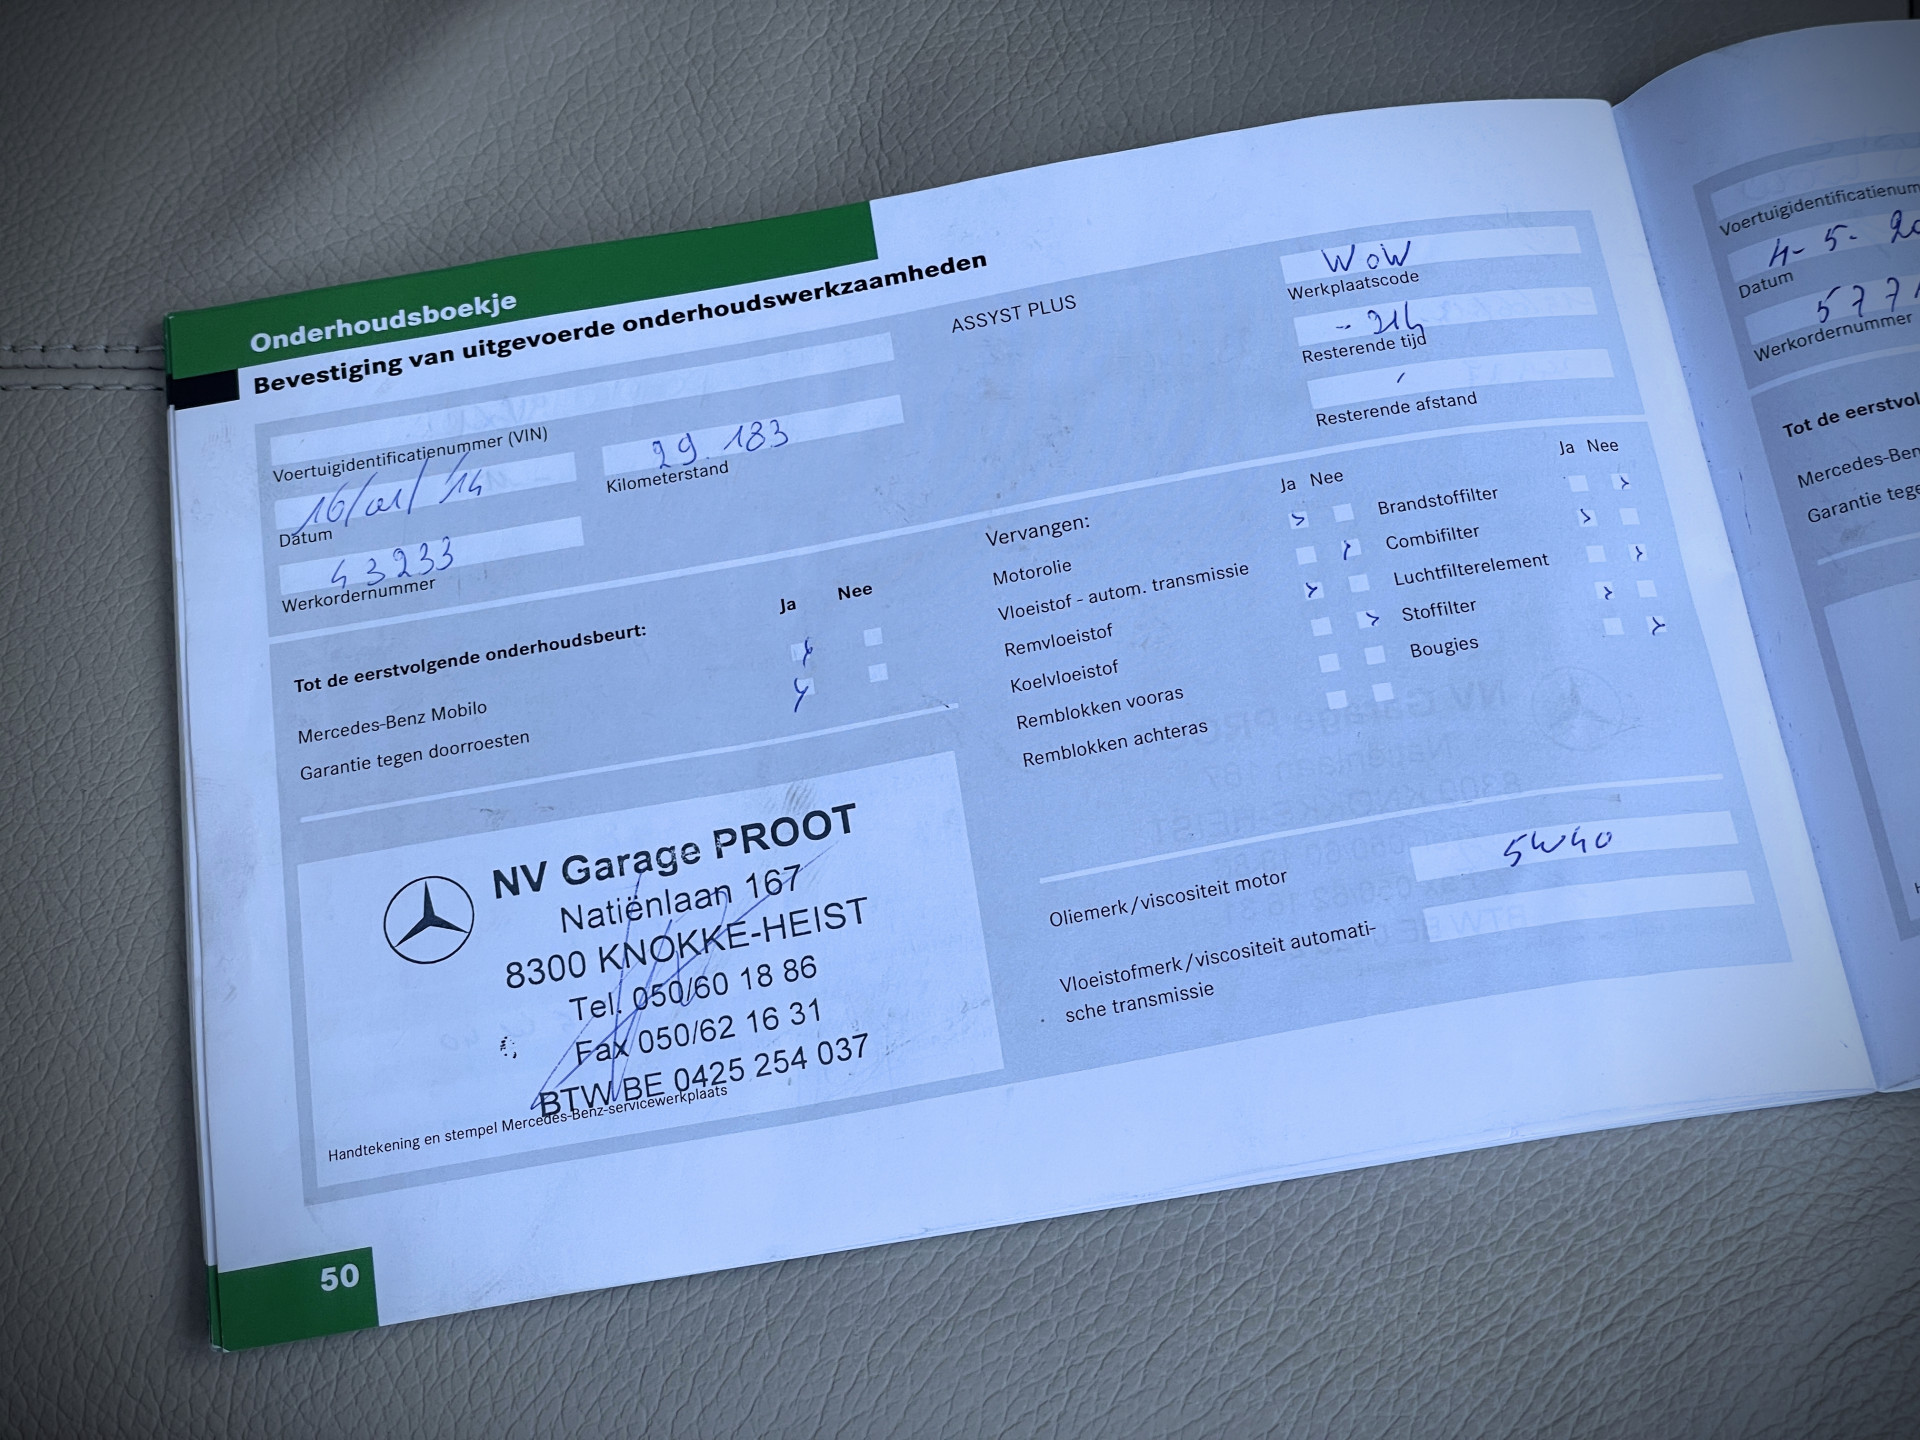 Onderhoudsboekje
Bevestiging van uitgevoerde onderhoudswerkzaamheden
Voertuigidentificatienummer (VIN)
16/01/14
Datum
29.183
Kilometerstand
43233
Werkordernummer
ASSYST PLUS
WOW
Werkplaatscode
Resterende tijd
Resterende afstand
Ja Nee
Tot de eerstvolgende onderhoudsbeurt:
Mercedes-Benz Mobilo
Garantie tegen doorroesten
Ja Nee
Vervangen:
Motorolie
Vloeistof - autom. transmissie
Remvloeistof
Koelvloeistof
Remblokken vooras
Remblokken achteras
Ja Nee
Brandstoffilter
Combifilter
Luchtfilterelement
Stoffilter
Bougies
5W40
Oliemerk/viscositeit motor
Vloeistofmerk/viscositeit automati-
sche transmissie
NV Garage PROOT
Natiënlaan 167
8300 KNOKKE-HEIST
Tel. 050/60 18 86
Fax 050/62 16 31
BTW BE 0425 254 037
Handtekening en stempel Mercedes-Benz-servicewerkplaats
50
Voertuigidentificatienum
4-5-20
Datum
577
Werkordernummer
Tot de eerstvol
Mercedes-Ben
Garantie tege